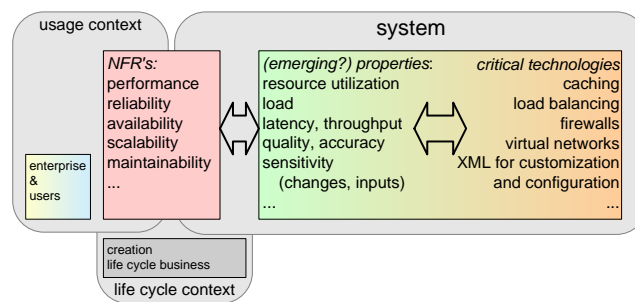 usage context
system
NFR's:
performance
reliability
availability
scalability
maintainability
...
enterprise
&
users
(emerging?) properties:
resource utilization
load
latency, throughput
quality, accuracy
sensitivity
(changes, inputs)
...
critical technologies
caching
load balancing
firewalls
virtual networks
XML for customization
and configuration
...
creation
life cycle business
life cycle context